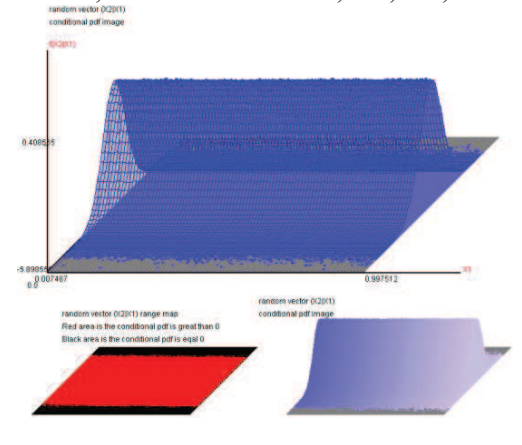 random vector (X2|X1)
conditional pdf image
f(X2|X1)
0.408535
0.007487
0.0
0.997512
X1
random vector (X2|X1) range map
Red area is the conditional pdf is great than 0
Black area is the conditional pdf is eqal 0
random vector (X2|X1)
conditional pdf image